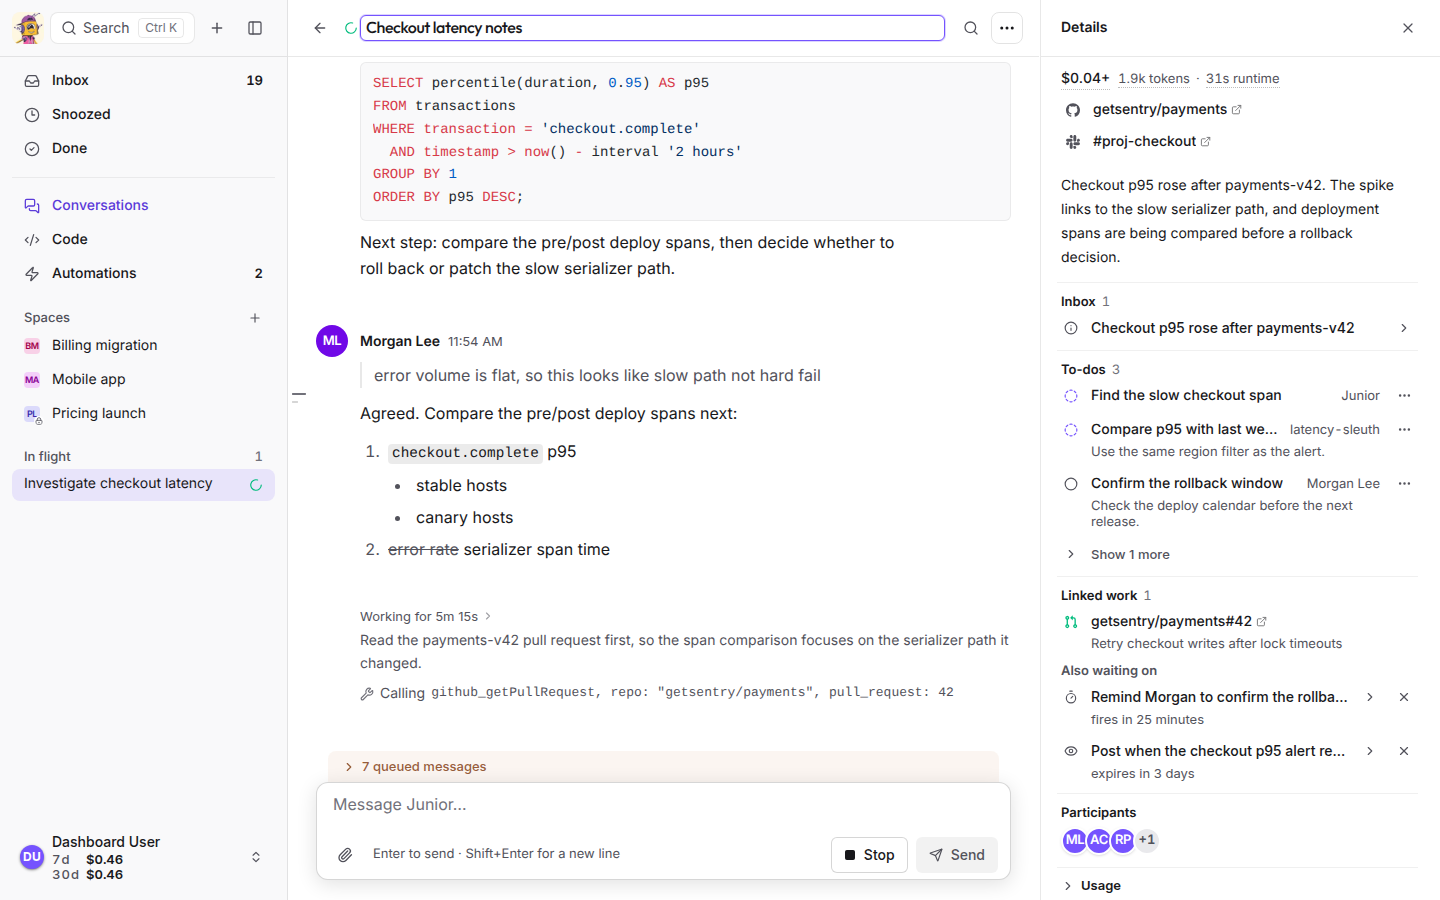 Search Ctrl K
Inbox 19
Snoozed
Done
Conversations
Code
Automations 2
Spaces
BM Billing migration
MA Mobile app
PL Pricing launch
In flight 1
Investigate checkout latency
DU Dashboard User
7d $0.46
30d $0.46
Checkout latency notes
SELECT percentile(duration, 0.95) AS p95
FROM transactions
WHERE transaction = 'checkout.complete'
AND timestamp > now() - interval '2 hours'
GROUP BY 1
ORDER BY p95 DESC;
Next step: compare the pre/post deploy spans, then decide whether to
roll back or patch the slow serializer path.
ML Morgan Lee 11:54 AM
error volume is flat, so this looks like slow path not hard fail
Agreed. Compare the pre/post deploy spans next:
1. checkout.complete p95
• stable hosts
• canary hosts
2. error rate serializer span time
Working for 5m 15s
Read the payments-v42 pull request first, so the span comparison focuses on the serializer path it
changed.
Calling github_getPullRequest, repo: "getsentry/payments", pull_request: 42
7 queued messages
Message Junior...
Enter to send · Shift+Enter for a new line
Stop
Send
Details
$0.04+ 1.9k tokens · 31s runtime
getsentry/payments
#proj-checkout
Checkout p95 rose after payments-v42. The spike
links to the slow serializer path, and deployment
spans are being compared before a rollback
decision.
Inbox 1
Checkout p95 rose after payments-v42
To-dos 3
Find the slow checkout span Junior
Compare p95 with last we... latency-sleuth
Use the same region filter as the alert.
Confirm the rollback window Morgan Lee
Check the deploy calendar before the next
release.
Show 1 more
Linked work 1
getsentry/payments#42
Retry checkout writes after lock timeouts
Also waiting on
Remind Morgan to confirm the rollba...
fires in 25 minutes
Post when the checkout p95 alert re...
expires in 3 days
Participants
ML AC RP +1
Usage